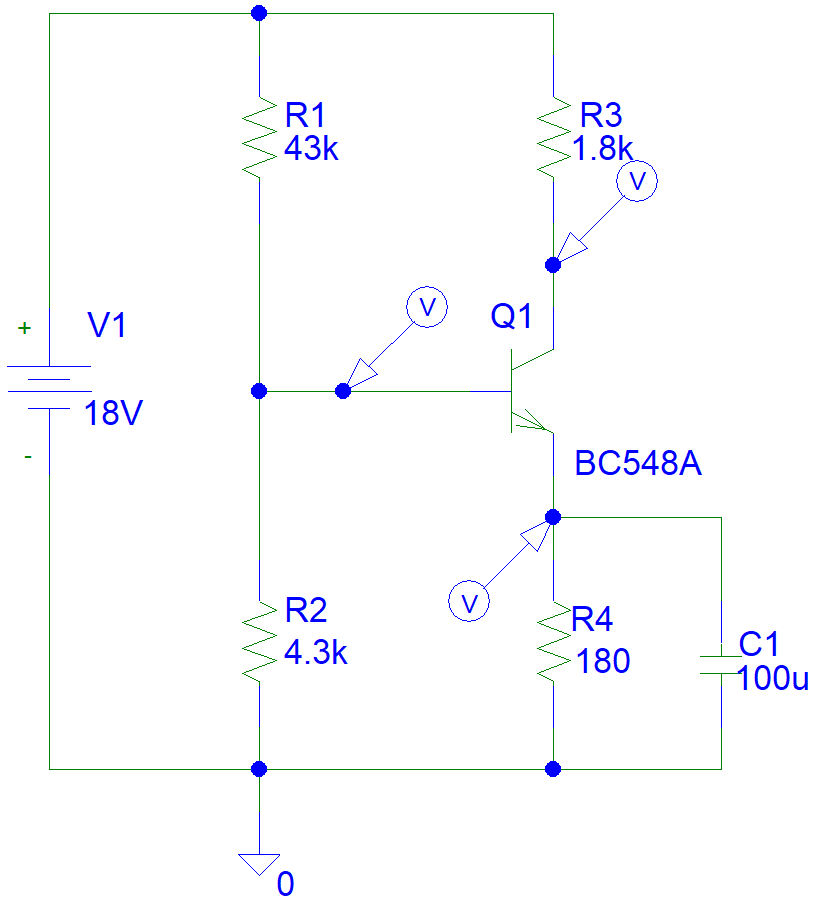 R1
43k
R3
1.8k
V
V
Q1
+
V1
18V
-
BC548A
V
R2
4.3k
R4
180
C1
100u
0